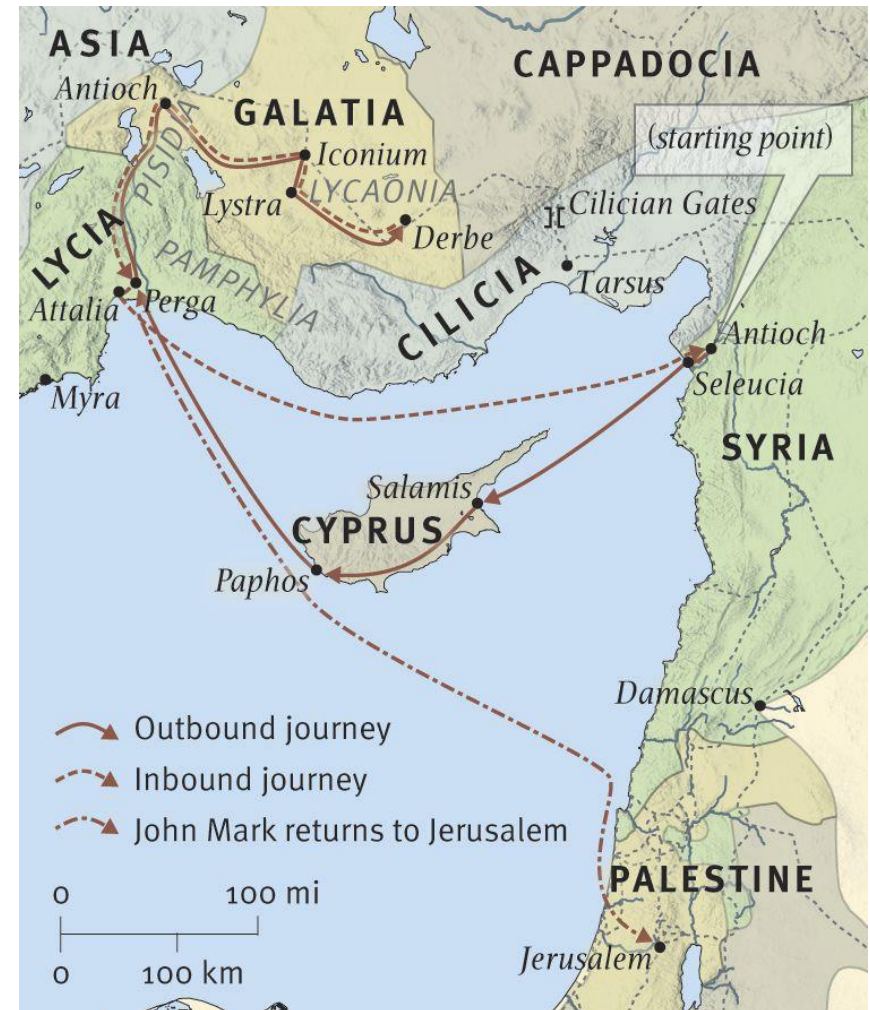 ASIA
Antioch
CAPPADOCIA
GALATIA
PISIDIA
(starting point)
Iconium
LYCAONIA
Lystra
Cilician Gates
Derbe
LYCIA
PAMPHYLIA
Tarsus
CILICIA
Attalia
Perga
Antioch
Seleucia
Myra
SYRIA
Salamis
CYPRUS
Paphos
Damascus
Outbound journey
Inbound journey
John Mark returns to Jerusalem
PALESTINE
0 100 mi
0 100 km
Jerusalem